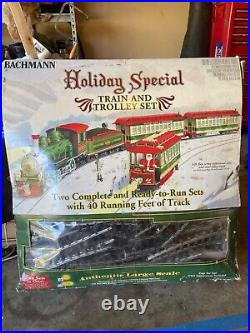 BACHMANN
Holiday Special
TRAIN AND
TROLLEY SET
Two Complete and Ready-to-Run Sets
with 40 Running Feet of Track
Authentic Large Scale